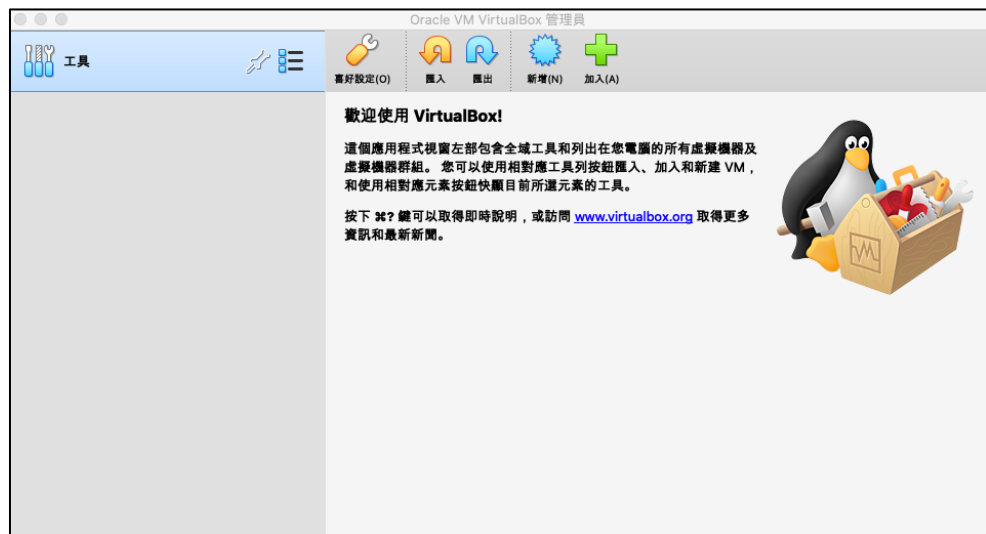 Oracle VM VirtualBox 管理員
工具
喜好設定(O)
匯入
匯出
新增(N)
加入(A)
歡迎使用 VirtualBox!
這個應用程式視窗左部包含全域工具和列出在您電腦的所有虛擬機器及
虛擬機器群組。 您可以使用相對應工具列按鈕匯入、加入和新建 VM，
和使用相對應元素按鈕快顯目前所選元素的工具。
按下 ⌘? 鍵可以取得即時說明，或訪問 www.virtualbox.org 取得更多
資訊和最新新聞。